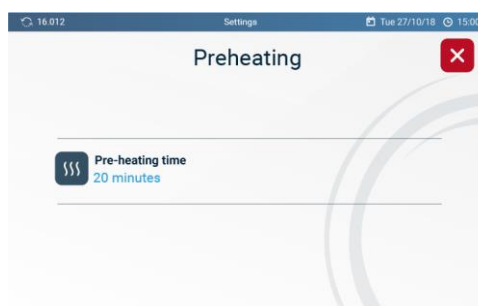 16.012 Settings Tue 27/10/18 15:00
Preheating
Pre-heating time
20 minutes